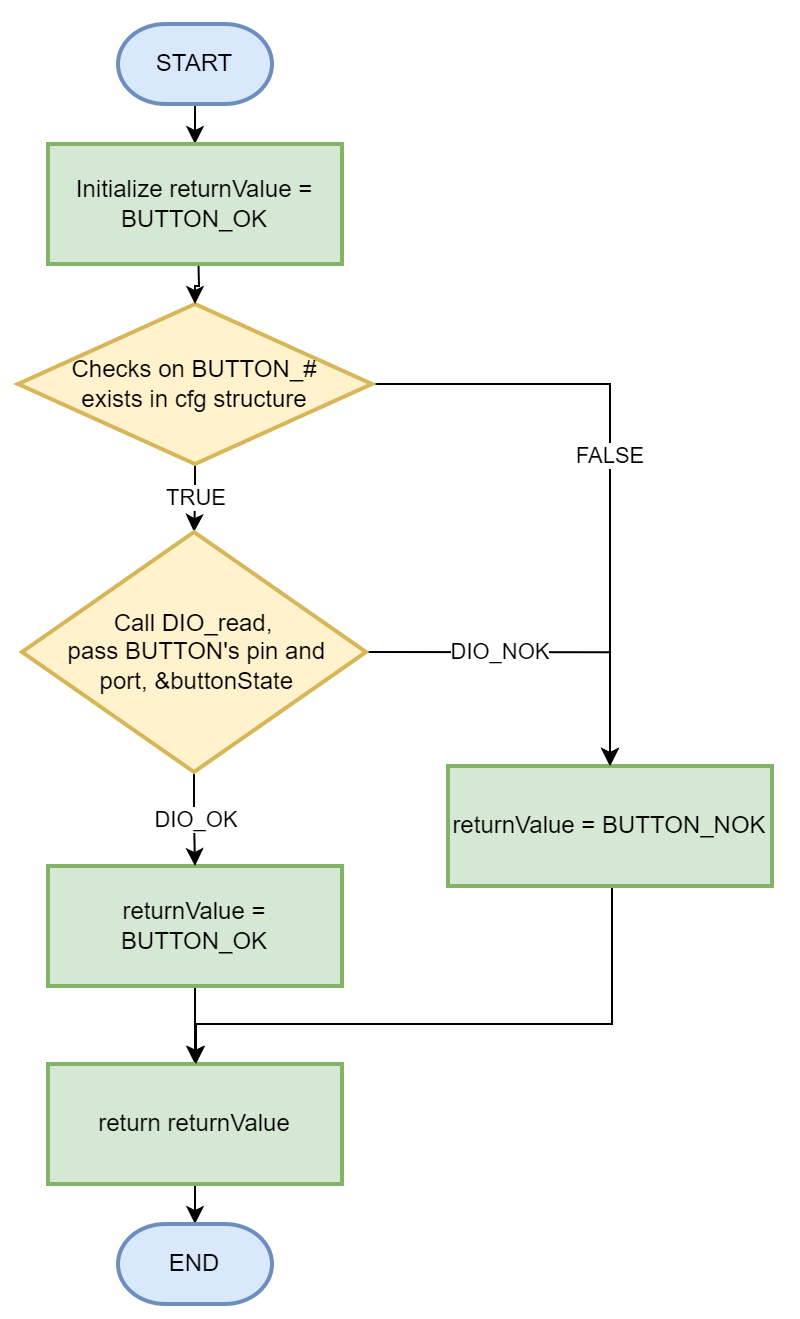 START
Initialize returnValue =
BUTTON_OK
Checks on BUTTON_#
exists in cfg structure
FALSE
TRUE
Call DIO_read,
pass BUTTON's pin and
port, &buttonState
DIO_NOK
DIO_OK
returnValue = BUTTON_NOK
returnValue =
BUTTON_OK
return returnValue
END